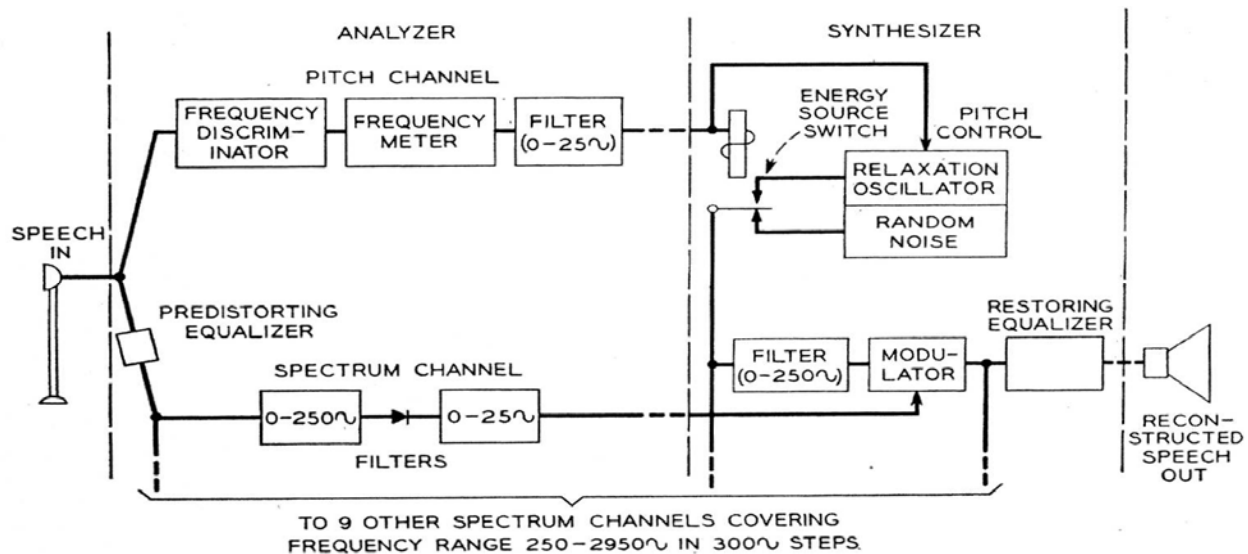 ANALYZER
SYNTHESIZER
PITCH CHANNEL
FREQUENCY
DISCRIM-
INATOR
FREQUENCY
METER
FILTER
(0-25∿)
ENERGY
SOURCE
SWITCH
PITCH
CONTROL
RELAXATION
OSCILLATOR
RANDOM
NOISE
SPEECH
IN
PREDISTORTING
EQUALIZER
SPECTRUM CHANNEL
0-250∿
0-25∿
FILTERS
FILTER
(0-250∿)
MODU-
LATOR
RESTORING
EQUALIZER
RECON-
STRUCTED
SPEECH
OUT
TO 9 OTHER SPECTRUM CHANNELS COVERING
FREQUENCY RANGE 250-2950∿ IN 300∿ STEPS.